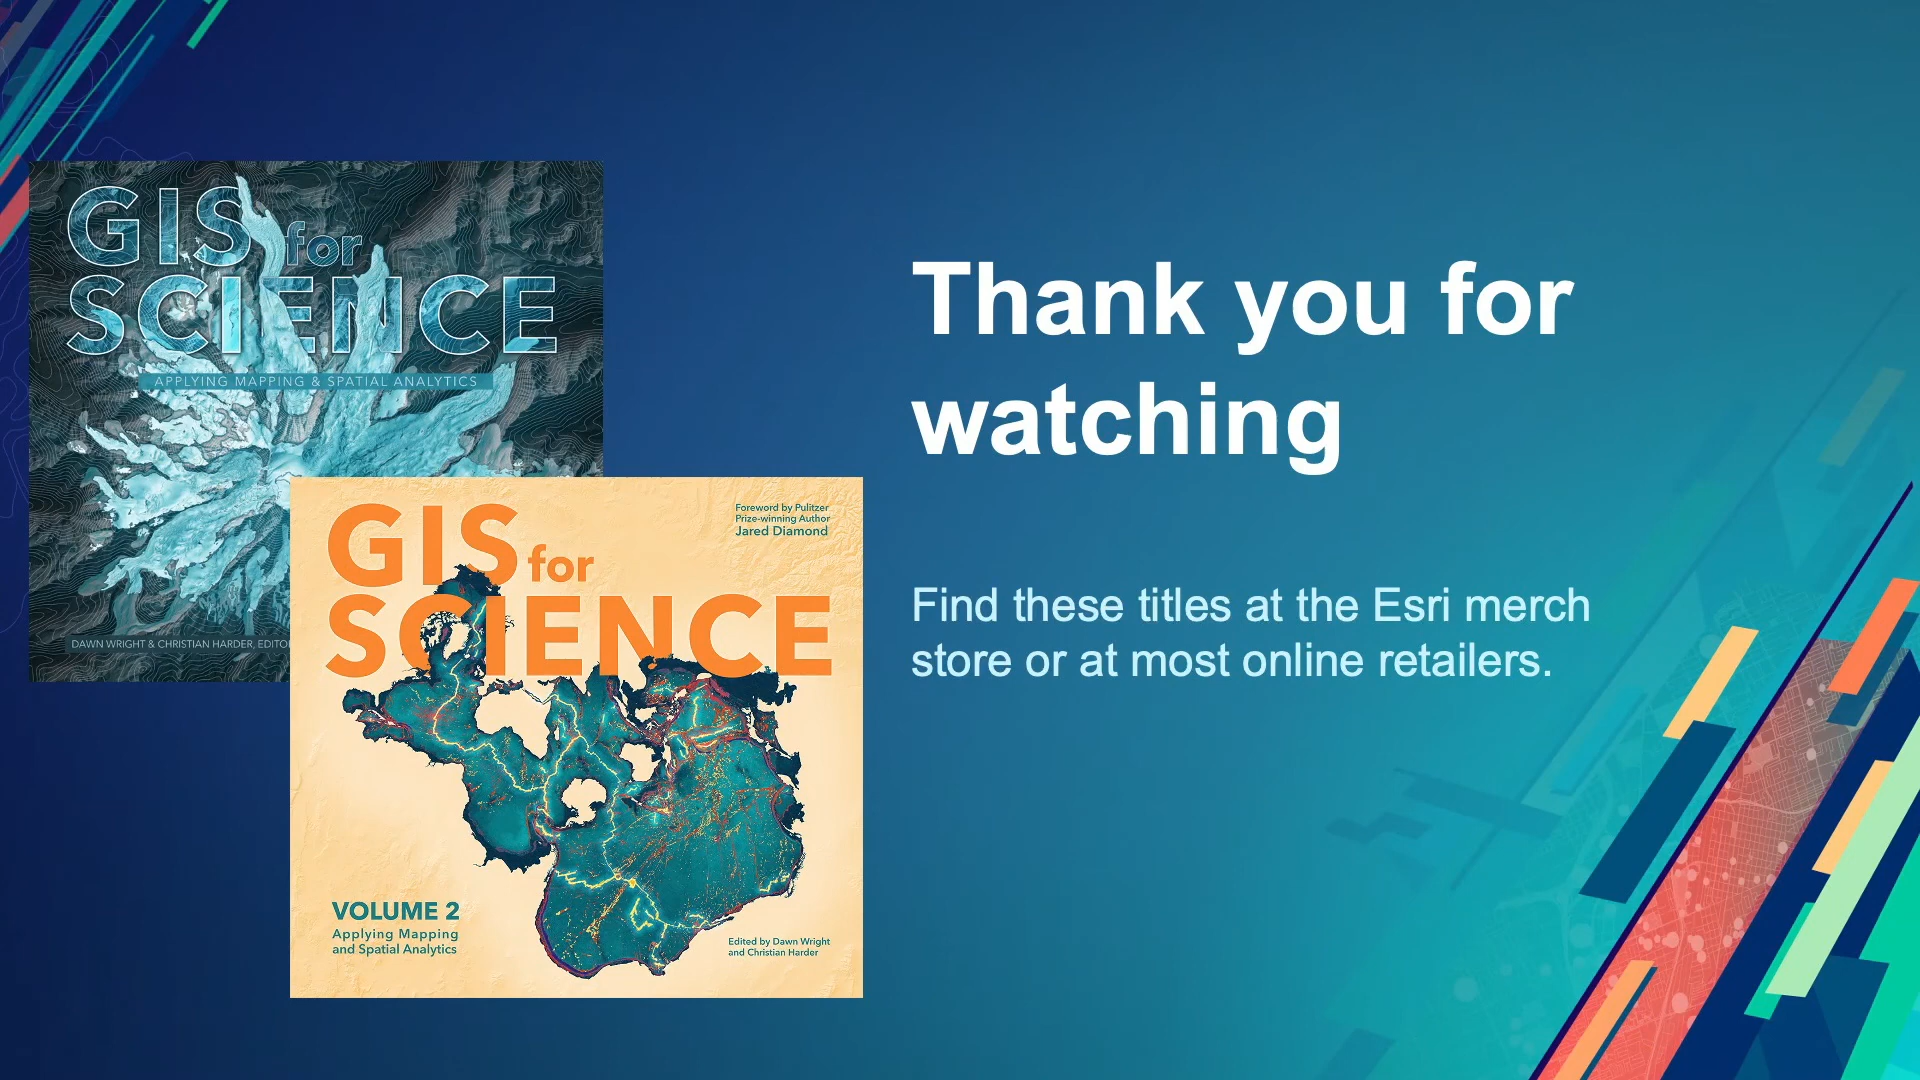 GIS for
SCIENCE
APPLYING MAPPING & SPATIAL ANALYTICS
DAWN WRIGHT & CHRISTIAN HARDER,
GIS for
SCIENCE
Foreword by Pulitzer
Prize-winning Author
Jared Diamond
VOLUME 2
Applying Mapping
and Spatial Analytics
Edited by Dawn Wright
and Christian Harder
Thank you for
watching
Find these titles at the Esri merch
store or at most online retailers.